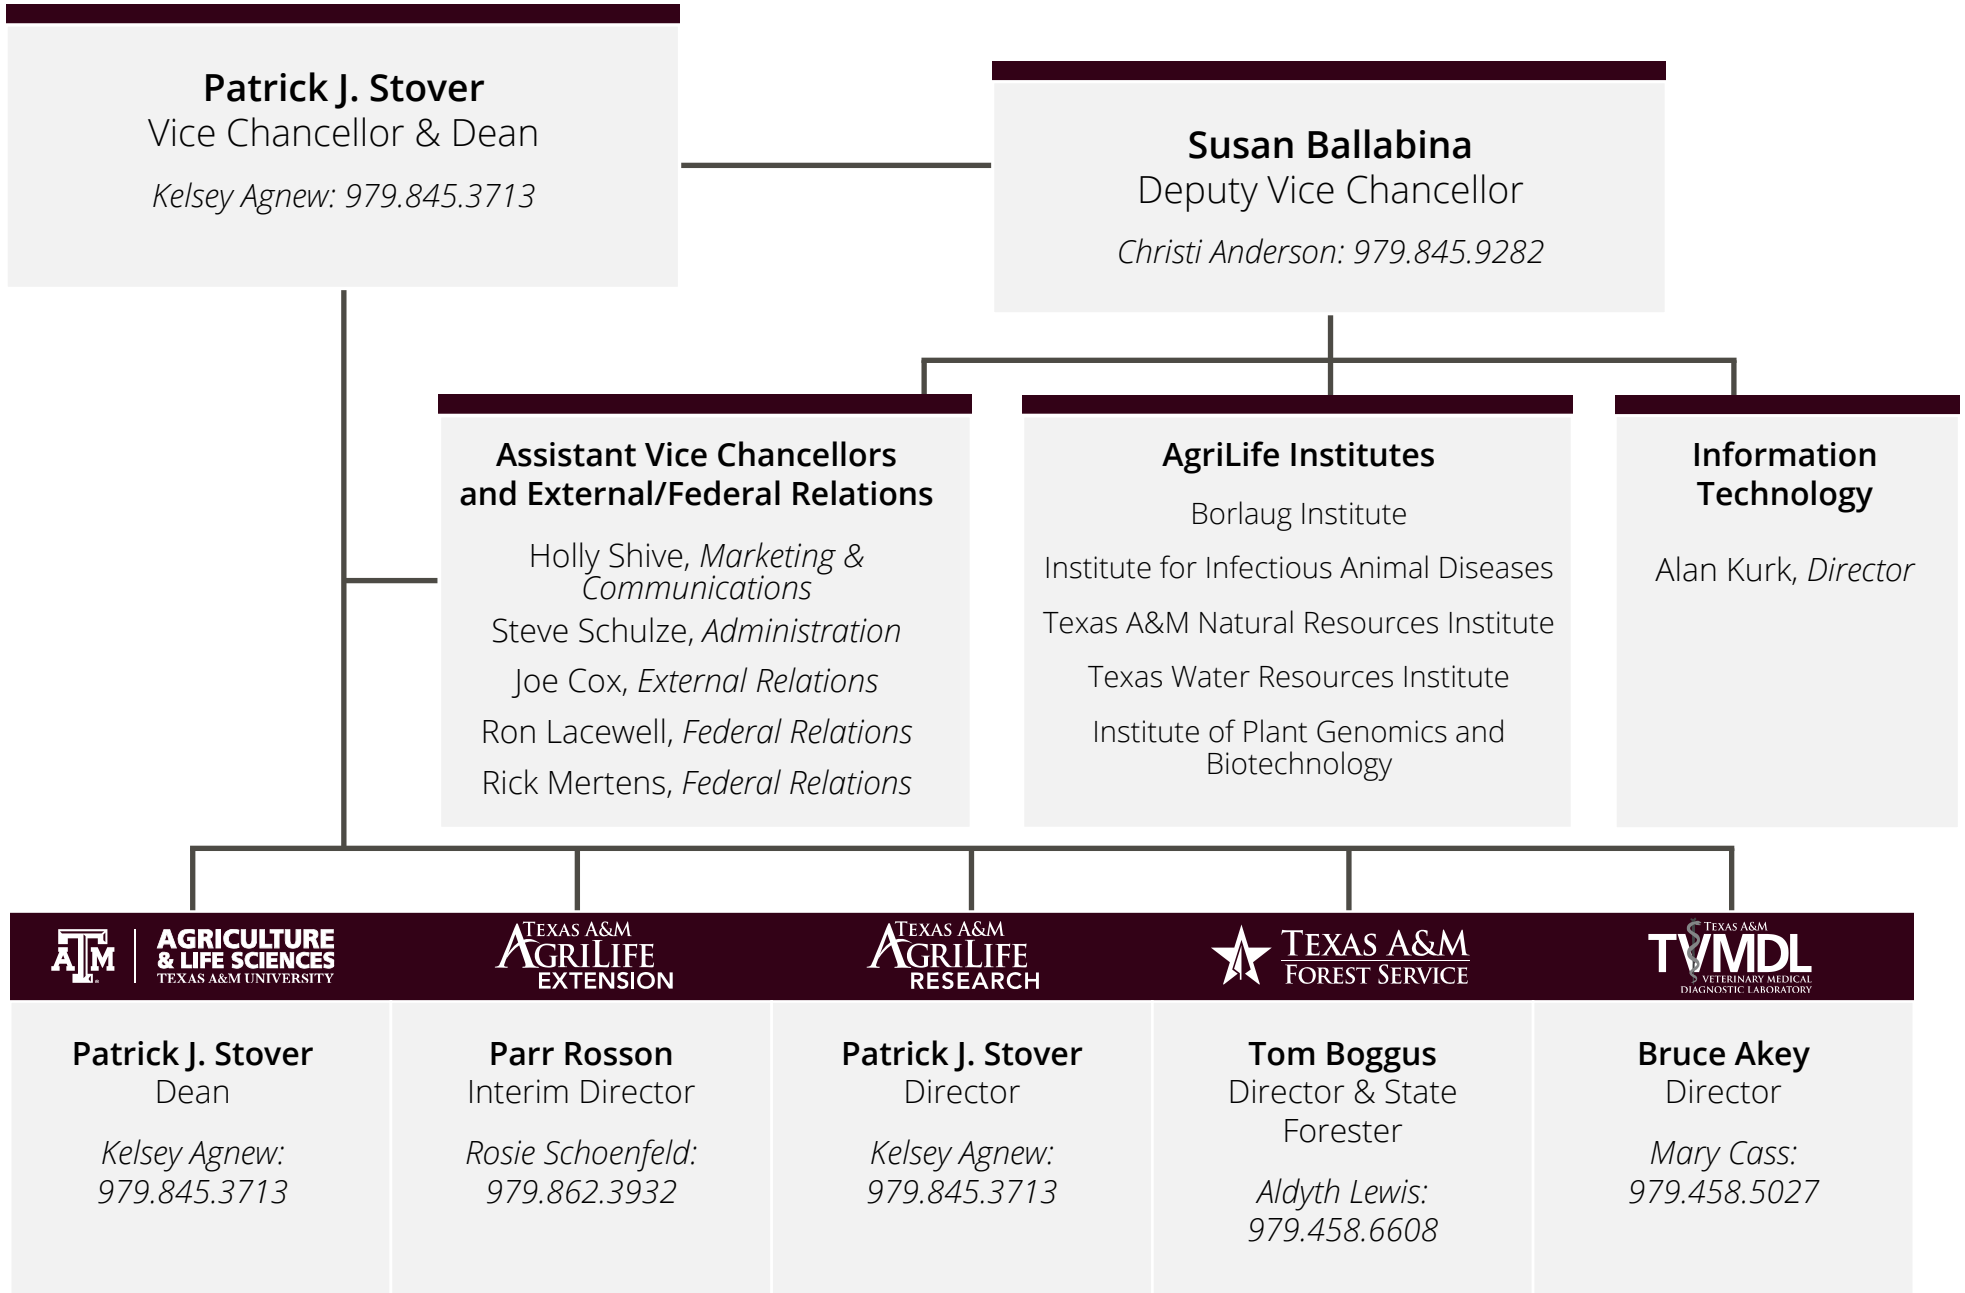 Patrick J. Stover
Vice Chancellor & Dean
Kelsey Agnew: 979.845.3713
Susan Ballabina
Deputy Vice Chancellor
Christi Anderson: 979.845.9282
Assistant Vice Chancellors
and External/Federal Relations
Holly Shive, Marketing &
Communications
Steve Schulze, Administration
Joe Cox, External Relations
Ron Lacewell, Federal Relations
Rick Mertens, Federal Relations
AgriLife Institutes
Borlaug Institute
Institute for Infectious Animal Diseases
Texas A&M Natural Resources Institute
Texas Water Resources Institute
Institute of Plant Genomics and
Biotechnology
Information
Technology
Alan Kurk, Director
ATM
AGRICULTURE
& LIFE SCIENCES
TEXAS A&M UNIVERSITY
Patrick J. Stover
Dean
Kelsey Agnew:
979.845.3713
TEXAS A&M
AGRILIFE
EXTENSION
Parr Rosson
Interim Director
Rosie Schoenfeld:
979.862.3932
TEXAS A&M
AGRILIFE
RESEARCH
Patrick J. Stover
Director
Kelsey Agnew:
979.845.3713
TEXAS A&M
FOREST SERVICE
Tom Boggus
Director & State
Forester
Aldyth Lewis:
979.458.6608
TEXAS A&M
TVMDL
VETERINARY MEDICAL
DIAGNOSTIC LABORATORY
Bruce Akey
Director
Mary Cass:
979.458.5027